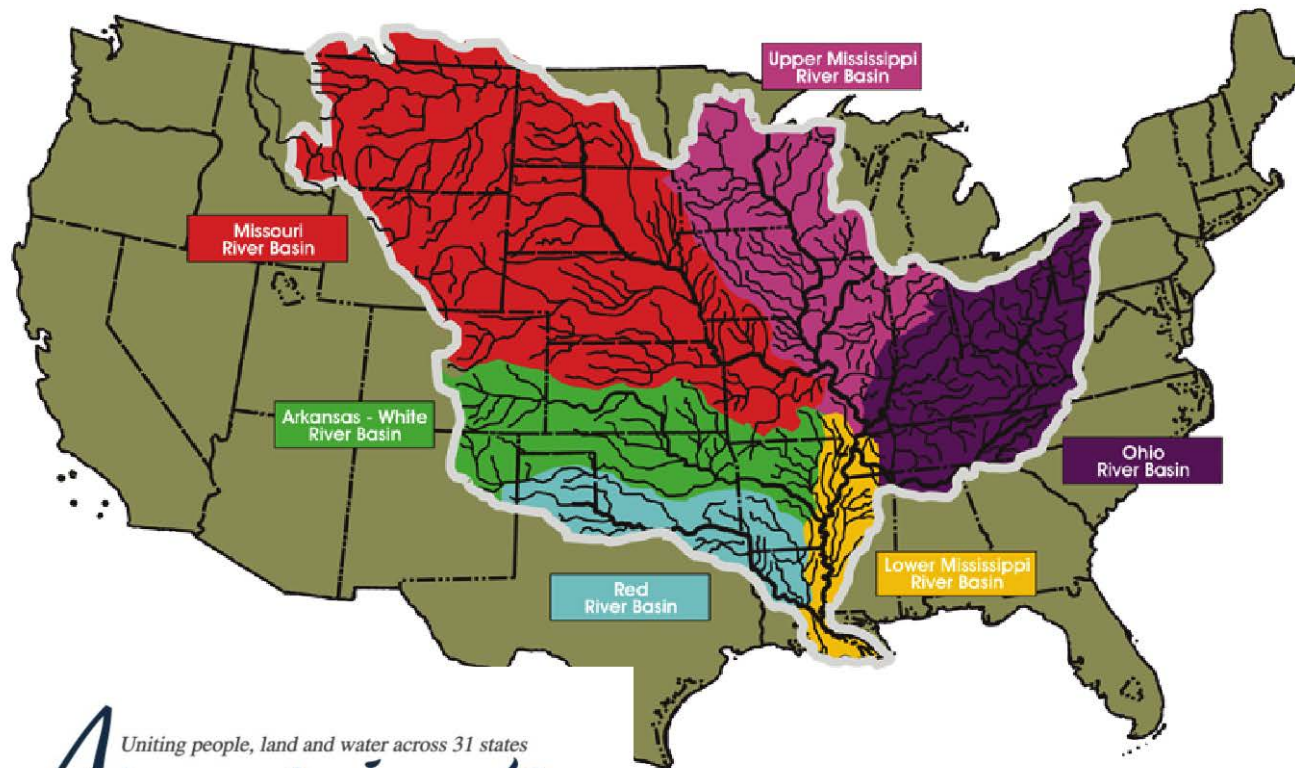 Upper Mississippi
River Basin
Missouri
River Basin
Arkansas - White
River Basin
Ohio
River Basin
Lower Mississippi
River Basin
Red
River Basin
Uniting people, land and water across 31 states